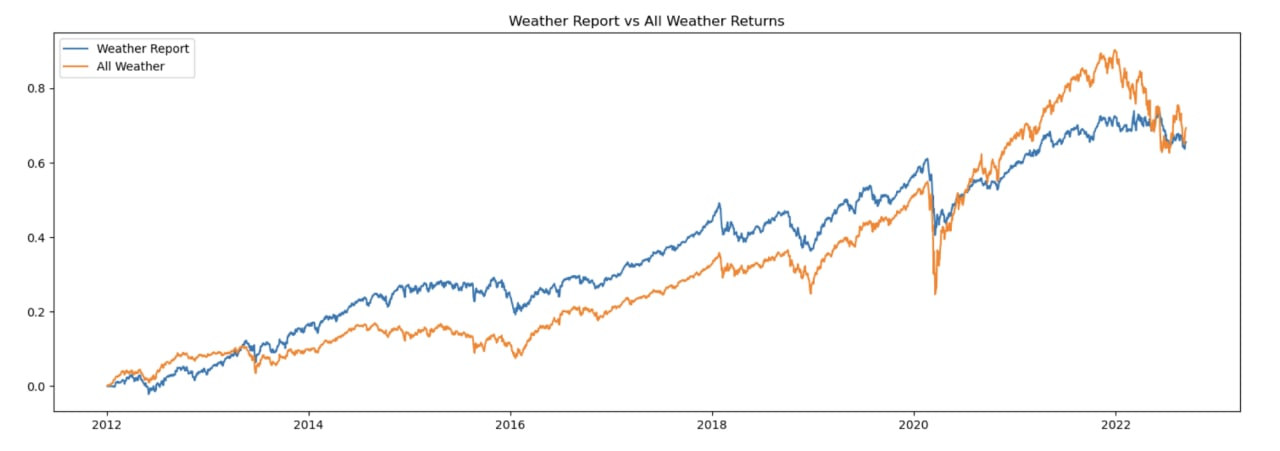 Weather Report vs All Weather Returns
Weather Report
All Weather
0.8
0.6
0.4
0.2
0.0
2012 2014 2016 2018 2020 2022